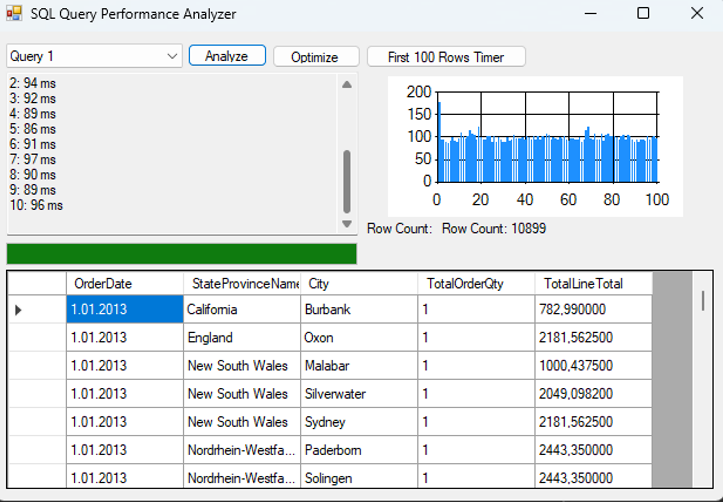 SQL Query Performance Analyzer
Query 1 Analyze Optimize First 100 Rows Timer
2: 94 ms
3: 92 ms
4: 89 ms
5: 86 ms
6: 91 ms
7: 97 ms
8: 90 ms
9: 89 ms
10: 96 ms
200
150
100
50
0
0 20 40 60 80 100
Row Count: Row Count: 10899
OrderDate StateProvinceName City TotalOrderQty TotalLineTotal
1.01.2013 California Burbank 1 782,990000
1.01.2013 England Oxon 1 2181,562500
1.01.2013 New South Wales Malabar 1 1000,437500
1.01.2013 New South Wales Silverwater 1 2049,098200
1.01.2013 New South Wales Sydney 1 2181,562500
1.01.2013 Nordrhein-Westfa... Paderborn 1 2443,350000
1.01.2013 Nordrhein-Westfa... Solingen 1 2443,350000